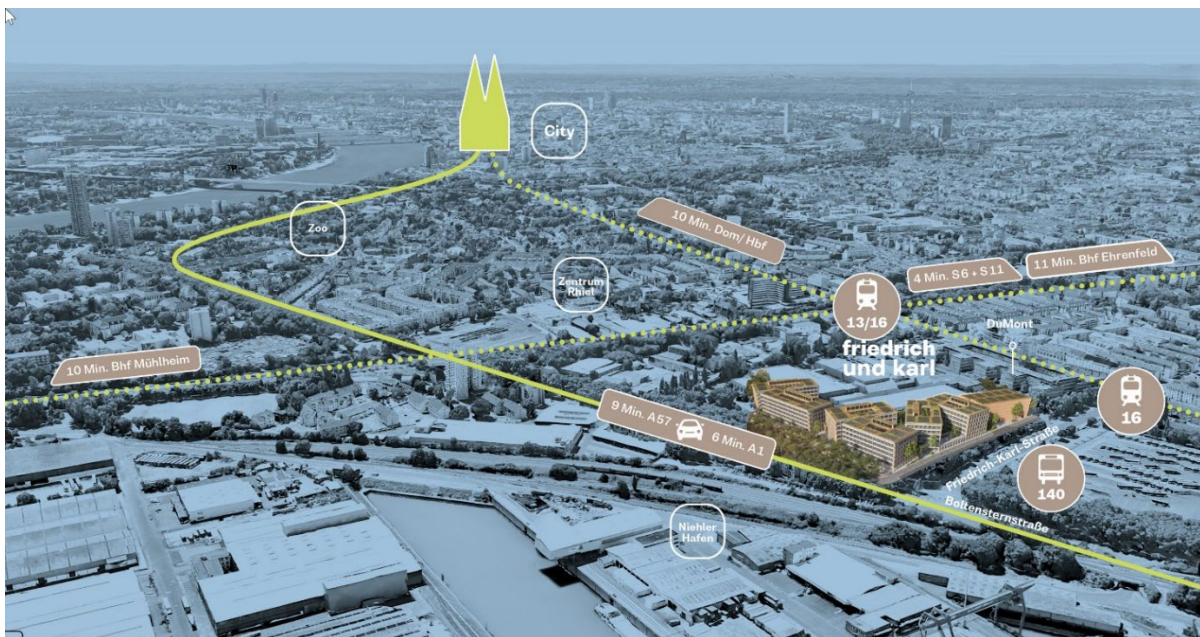 City
Zoo
10 Min. Dom/ Hbf
4 Min. S6 + S11
11 Min. Bhf Ehrenfeld
Zentrum
Rhiel
13/16
DuMont
friedrich
und karl
10 Min. Bhf Mühlheim
16
9 Min. A57
6 Min. A1
Friedrich-Karl-Straße
140
Boltensternstraße
Niehler
Hafen